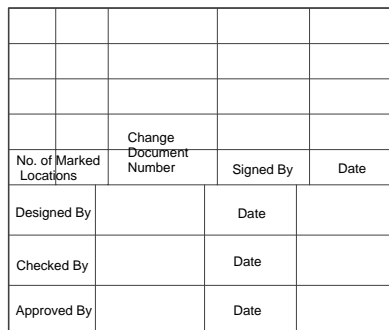 No. of Marked
Locations
Change
Document
Number
Signed By
Date
Designed By
Date
Checked By
Date
Approved By
Date